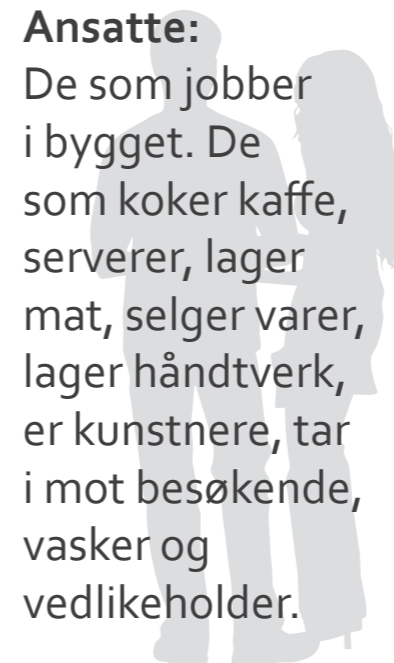 Ansatte:
De som jobber
i bygget. De
som koker kaffe,
serverer, lager
mat, selger varer,
lager håndtverk,
er kunstnere, tar
i mot besøkende,
vasker og
vedlikeholder.